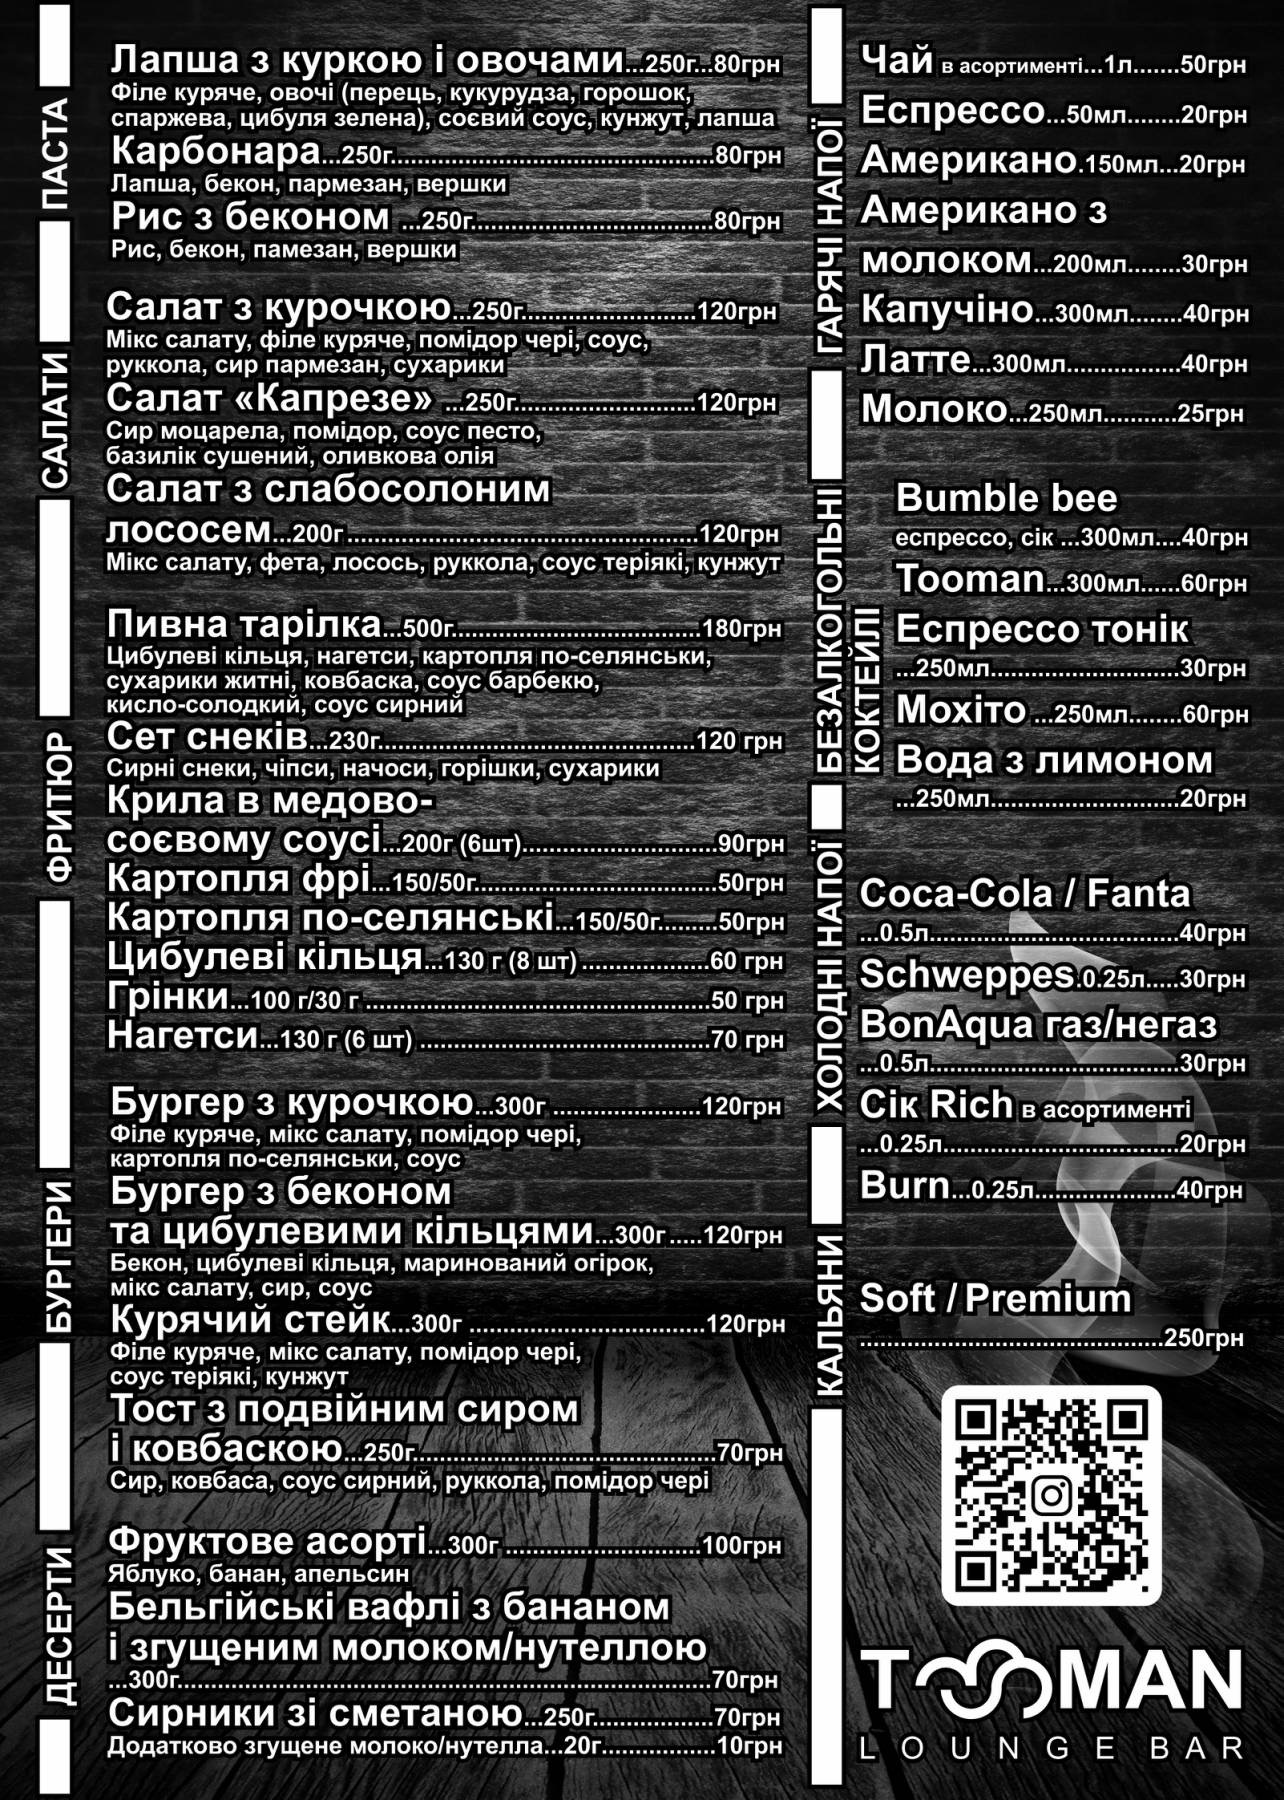 ПАСТА
Лапша з куркою і овочами...250г...80грн
Філе куряче, овочі (перець, кукурудза, горошок,
спаржева, цибуля зелена), соєвий соус, кунжут, лапша
Карбонара...250г...80грн
Лапша, бекон, пармезан, вершки
Рис з беконом ...250г...80грн
Рис, бекон, памезан, вершки
САЛАТИ
Салат з курочкою...250г...120грн
Мікс салату, філе куряче, помідор чері, соус,
руккола, сир пармезан, сухарики
Салат «Капрезе» ...250г...120грн
Сир моцарела, помідор, соус песто,
базилік сушений, оливкова олія
Салат з слабосолоним
лососем...200г...120грн
Мікс салату, фета, лосось, руккола, соус теріякі, кунжут
ФРИТЮР
Пивна тарілка...500г...180грн
Цибулеві кільця, нагетси, картопля по-селянськи,
сухарики житні, ковбаска, соус барбекю,
кисло-солодкий, соус сирний
Сет снеків...230г...120 грн
Сирні снеки, чіпси, начоси, горішки, сухарики
Крила в медово-
соєвому соусі...200г (6шт)...90грн
Картопля фрі...150/50г...50грн
Картопля по-селянські...150/50г...50грн
Цибулеві кільця...130 г (8 шт)...60 грн
Грінки...100 г/30 г...50 грн
Нагетси...130 г (6 шт)...70 грн
БУРГЕРИ
Бургер з курочкою...300г...120грн
Філе куряче, мікс салату, помідор чері,
картопля по-селянськи, соус
Бургер з беконом
та цибулевими кільцями...300г.....120грн
Бекон, цибулеві кільця, маринований огірок,
мікс салату, сир, соус
Курячий стейк...300г...120грн
Філе куряче, мікс салату, помідор чері,
соус теріякі, кунжут
Тост з подвійним сиром
і ковбаскою...250г...70грн
Сир, ковбаса, соус сирний, руккола, помідор чері
ДЕСЕРТИ
Фруктове асорті...300г...100грн
Яблуко, банан, апельсин
Бельгійські вафлі з бананом
і згущеним молоком/нутеллою
...300г...70грн
Сирники зі сметаною...250г...70грн
Додатково згущене молоко/нутелла...20г...10грн
ГАРЯЧІ НАПОЇ
Чай в асортименті...1л.......50грн
Еспрессо...50мл........20грн
Американо.150мл...20грн
Американо з
молоком...200мл........30грн
Капучіно...300мл........40грн
Латте...300мл...40грн
Молоко...250мл...25грн
БЕЗАЛКОГОЛЬНІ
КОКТЕЙЛІ
Bumble bee
еспрессо, сік ...300мл....40грн
Tooman...300мл......60грн
Еспрессо тонік
...250мл...30грн
Мохіто ...250мл........60грн
Вода з лимоном
...250мл...20грн
ХОЛОДНІ НАПОЇ
Coca-Cola / Fanta
...0.5л...40грн
Schweppes.0.25л.....30грн
BonAqua газ/негаз
...0.5л...30грн
Сік Rich в асортименті
...0.25л...20грн
Burn...0.25л...40грн
КАЛЬЯНИ
Soft / Premium
...250грн
TOOMAN
LOUNGE BAR